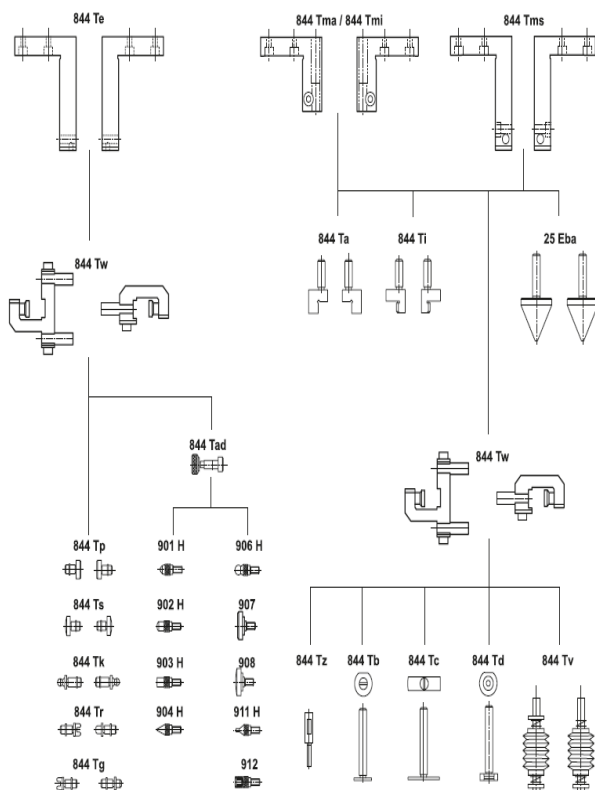 844 Te
844 Tma / 844 Tmi
844 Tms
844 Ta
844 Ti
25 Eba
844 Tw
844 Tad
844 Tw
844 Tp
901 H
906 H
844 Ts
902 H
907
844 Tk
903 H
908
844 Tr
904 H
911 H
844 Tg
912
844 Tz
844 Tb
844 Tc
844 Td
844 Tv